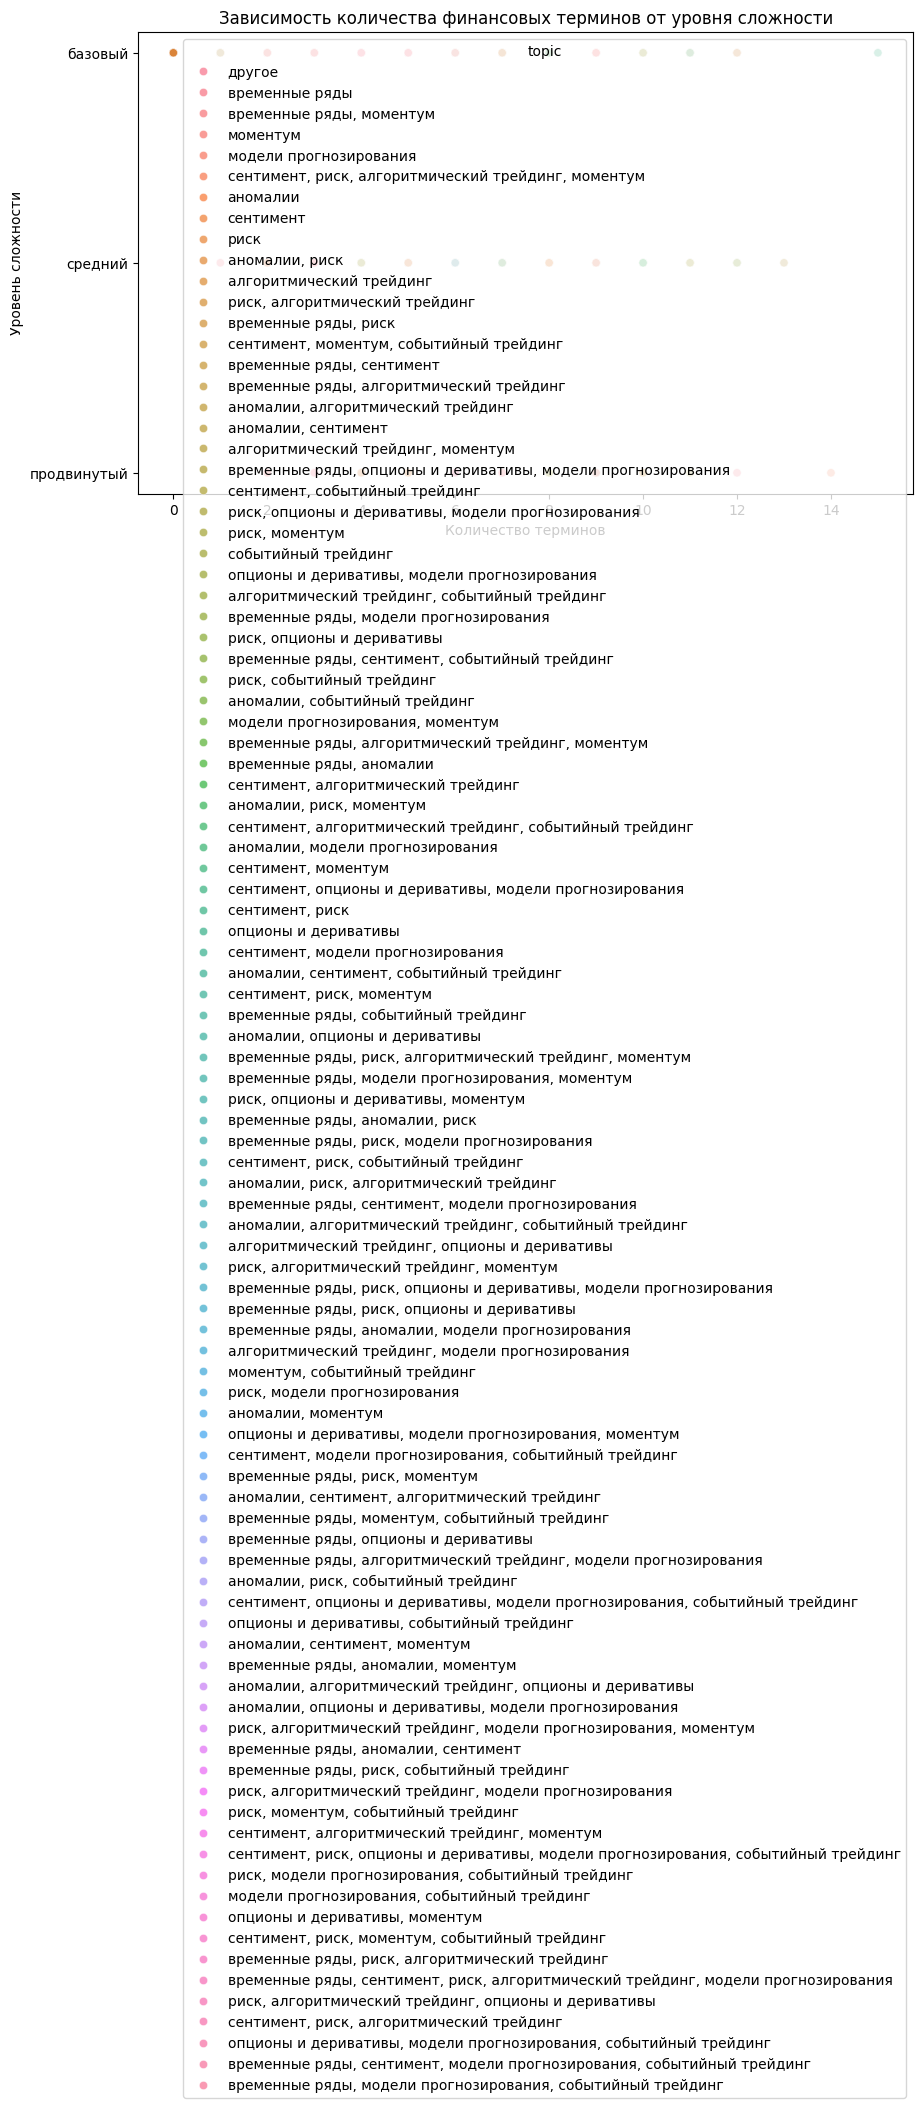 Зависимость количества финансовых терминов от уровня сложности
базовый
средний
продвинутый
Уровень сложности
0
2
4
6
8
10
12
14
Количество терминов
topic
другое
временные ряды
временные ряды, моментум
моментум
модели прогнозирования
сентимент, риск, алгоритмический трейдинг, моментум
аномалии
сентимент
риск
аномалии, риск
алгоритмический трейдинг
риск, алгоритмический трейдинг
временные ряды, риск
сентимент, моментум, событийный трейдинг
временные ряды, сентимент
временные ряды, алгоритмический трейдинг
аномалии, алгоритмический трейдинг
аномалии, сентимент
алгоритмический трейдинг, моментум
временные ряды, опционы и деривативы, модели прогнозирования
сентимент, событийный трейдинг
риск, опционы и деривативы, модели прогнозирования
риск, моментум
событийный трейдинг
опционы и деривативы, модели прогнозирования
алгоритмический трейдинг, событийный трейдинг
временные ряды, модели прогнозирования
риск, опционы и деривативы
временные ряды, сентимент, событийный трейдинг
риск, событийный трейдинг
аномалии, событийный трейдинг
модели прогнозирования, моментум
временные ряды, алгоритмический трейдинг, моментум
временные ряды, аномалии
сентимент, алгоритмический трейдинг
аномалии, риск, моментум
сентимент, алгоритмический трейдинг, событийный трейдинг
аномалии, модели прогнозирования
сентимент, моментум
сентимент, опционы и деривативы, модели прогнозирования
сентимент, риск
опционы и деривативы
сентимент, модели прогнозирования
аномалии, сентимент, событийный трейдинг
сентимент, риск, моментум
временные ряды, событийный трейдинг
аномалии, опционы и деривативы
временные ряды, риск, алгоритмический трейдинг, моментум
временные ряды, модели прогнозирования, моментум
риск, опционы и деривативы, моментум
временные ряды, аномалии, риск
временные ряды, риск, модели прогнозирования
сентимент, риск, событийный трейдинг
аномалии, риск, алгоритмический трейдинг
временные ряды, сентимент, модели прогнозирования
аномалии, алгоритмический трейдинг, событийный трейдинг
алгоритмический трейдинг, опционы и деривативы
риск, алгоритмический трейдинг, моментум
временные ряды, риск, опционы и деривативы, модели прогнозирования
временные ряды, риск, опционы и деривативы
временные ряды, аномалии, модели прогнозирования
алгоритмический трейдинг, модели прогнозирования
моментум, событийный трейдинг
риск, модели прогнозирования
аномалии, моментум
опционы и деривативы, модели прогнозирования, моментум
сентимент, модели прогнозирования, событийный трейдинг
временные ряды, риск, моментум
аномалии, сентимент, алгоритмический трейдинг
временные ряды, моментум, событийный трейдинг
временные ряды, опционы и деривативы
временные ряды, алгоритмический трейдинг, модели прогнозирования
аномалии, риск, событийный трейдинг
сентимент, опционы и деривативы, модели прогнозирования, событийный трейдинг
опционы и деривативы, событийный трейдинг
аномалии, сентимент, моментум
временные ряды, аномалии, моментум
аномалии, алгоритмический трейдинг, опционы и деривативы
аномалии, опционы и деривативы, модели прогнозирования
риск, алгоритмический трейдинг, модели прогнозирования, моментум
временные ряды, аномалии, сентимент
временные ряды, риск, событийный трейдинг
риск, алгоритмический трейдинг, модели прогнозирования
риск, моментум, событийный трейдинг
сентимент, алгоритмический трейдинг, моментум
сентимент, риск, опционы и деривативы, модели прогнозирования, событийный трейдинг
риск, модели прогнозирования, событийный трейдинг
модели прогнозирования, событийный трейдинг
опционы и деривативы, моментум
сентимент, риск, моментум, событийный трейдинг
временные ряды, риск, алгоритмический трейдинг
временные ряды, сентимент, риск, алгоритмический трейдинг, модели прогнозирования
риск, алгоритмический трейдинг, опционы и деривативы
сентимент, риск, алгоритмический трейдинг
опционы и деривативы, модели прогнозирования, событийный трейдинг
временные ряды, сентимент, модели прогнозирования, событийный трейдинг
временные ряды, модели прогнозирования, событийный трейдинг